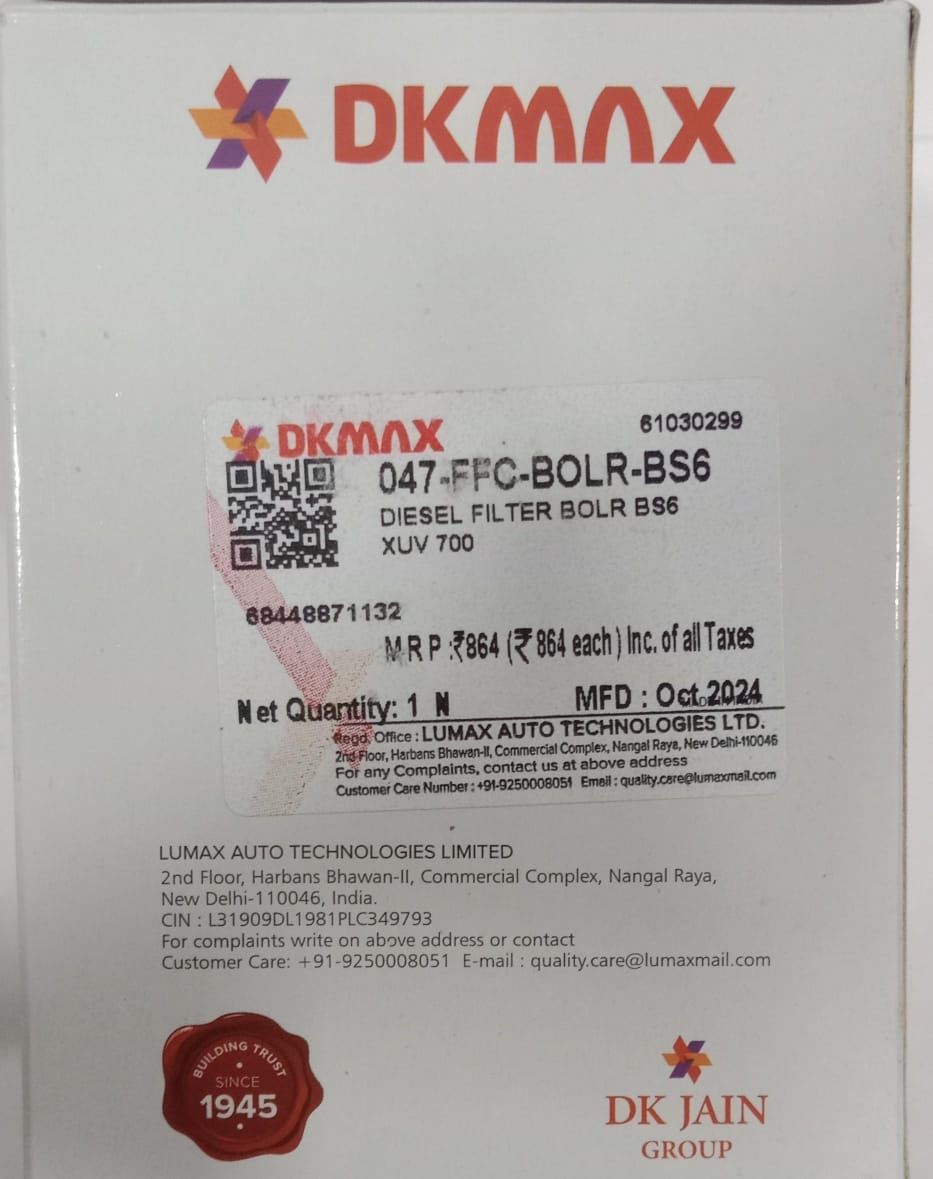 DKMAX
DKMAX
61030299
047-FFC-BOLR-BS6
DIESEL FILTER BOLR BS6
XUV 700
68448871132
MRP :₹864 (₹ 864 each) Inc. of all Taxes
Net Quantity: 1 N
MFD : Oct.2024
Regd. Office : LUMAX AUTO TECHNOLOGIES LTD.
2nd Floor, Harbans Bhawan-II, Commercial Complex, Nangal Raya, New Delhi-110046
For any Complaints, contact us at above address
Customer Care Number : +91-9250008051 Email : quality.care@lumaxmail.com
LUMAX AUTO TECHNOLOGIES LIMITED
2nd Floor, Harbans Bhawan-II, Commercial Complex, Nangal Raya,
New Delhi-110046, India.
CIN : L31909DL1981PLC349793
For complaints write on above address or contact
Customer Care: +91-9250008051 E-mail : quality.care@lumaxmail.com
BUILDING TRUST
SINCE
1945
DK JAIN
GROUP